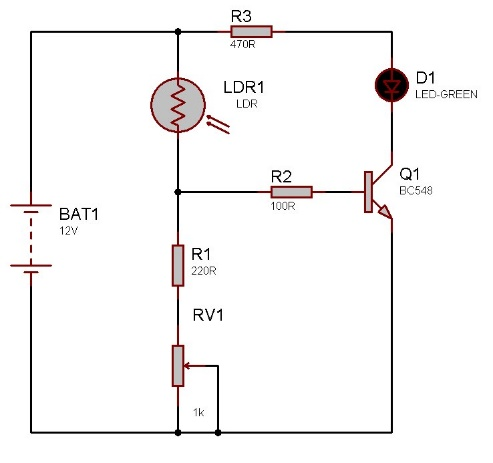 R3
470R
LDR1
LDR
D1
LED-GREEN
R2
100R
Q1
BC548
BAT1
12V
R1
220R
RV1
1k